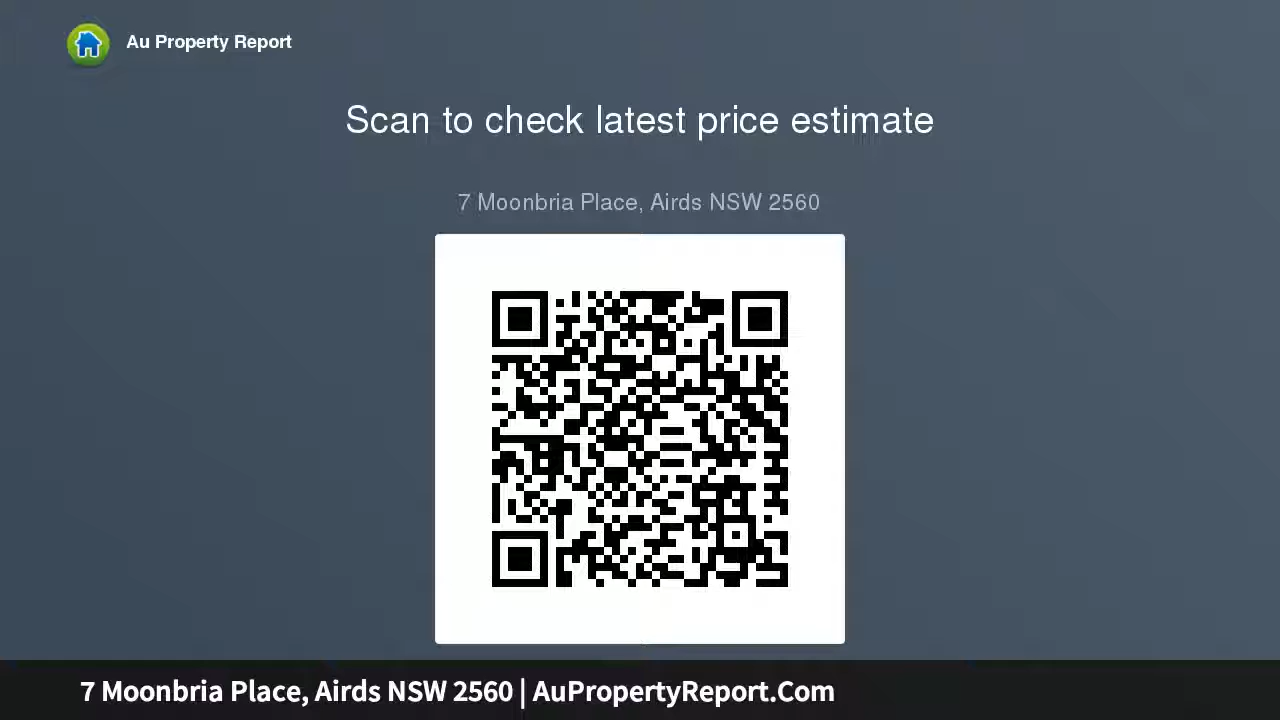 Au Property Report
Scan to check latest price estimate
7 Moonbria Place, Airds NSW 2560
7 Moonbria Place, Airds NSW 2560 | AuPropertyReport.Com